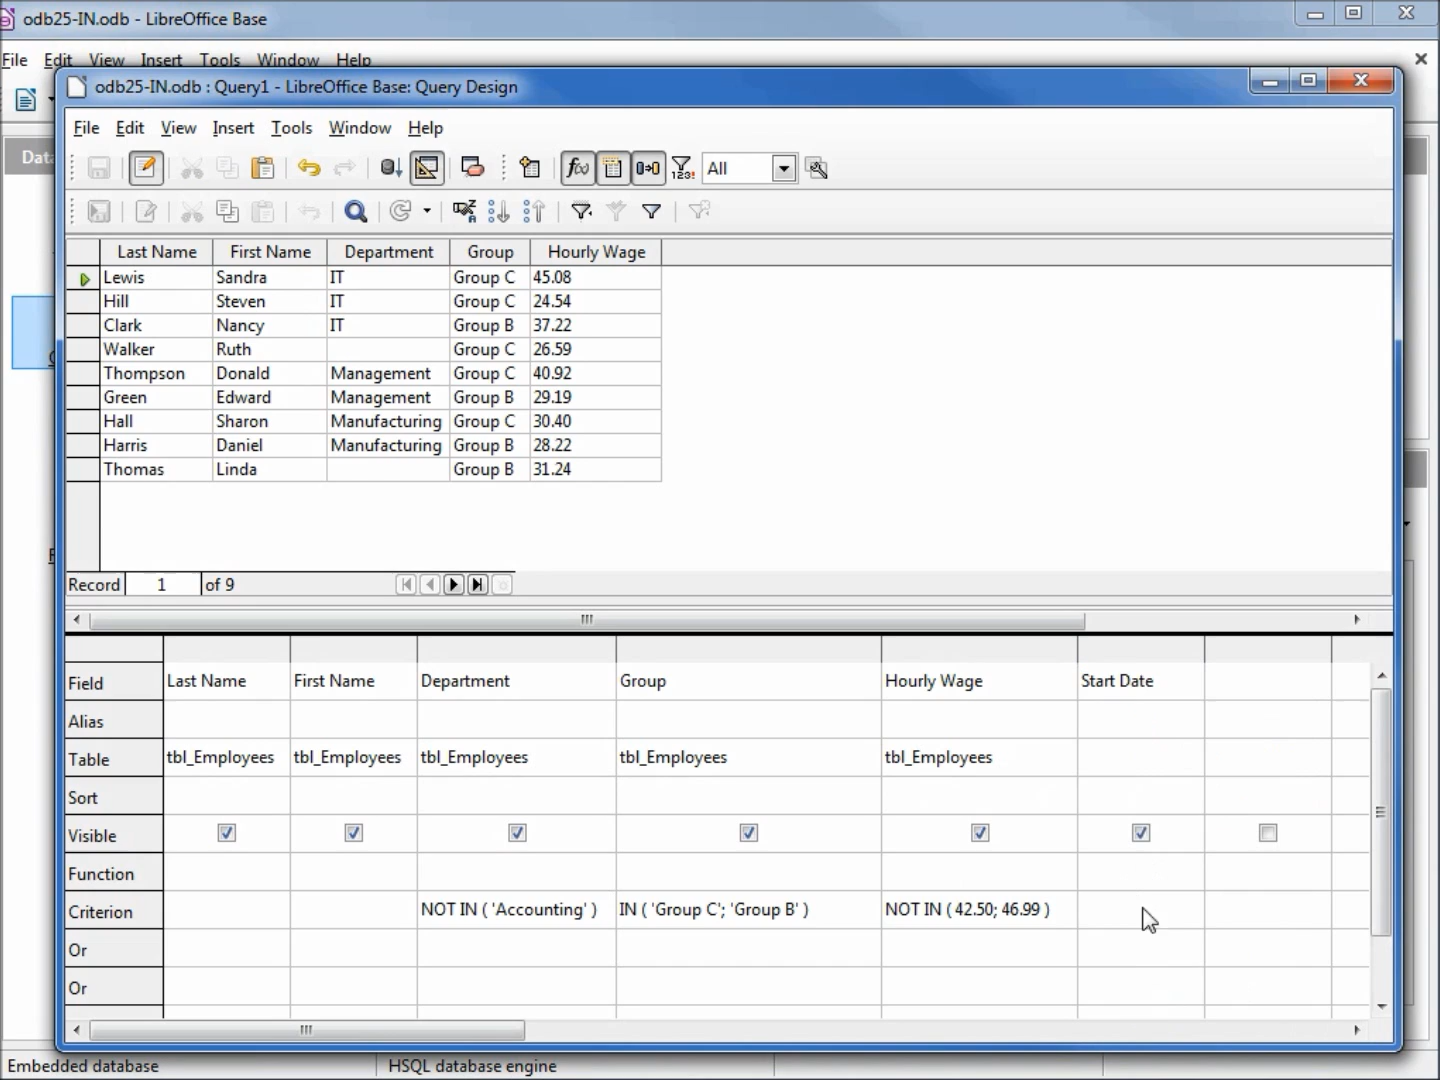 odb25-IN.odb - LibreOffice Base
File Edit View Insert Tools Window Help
odb25-IN.odb : Query1 - LibreOffice Base: Query Design
File Edit View Insert Tools Window Help
All
Last Name First Name Department Group Hourly Wage
Lewis Sandra IT Group C 45.08
Hill Steven IT Group C 24.54
Clark Nancy IT Group B 37.22
Walker Ruth Group C 26.59
Thompson Donald Management Group C 40.92
Green Edward Management Group B 29.19
Hall Sharon Manufacturing Group C 30.40
Harris Daniel Manufacturing Group B 28.22
Thomas Linda Group B 31.24
Record 1 of 9
Field Last Name First Name Department Group Hourly Wage Start Date
Alias
Table tbl_Employees tbl_Employees tbl_Employees tbl_Employees tbl_Employees
Sort
Visible
Function
Criterion NOT IN ( 'Accounting' ) IN ( 'Group C'; 'Group B' ) NOT IN ( 42.50; 46.99 )
Or
Or
Embedded database HSQL database engine